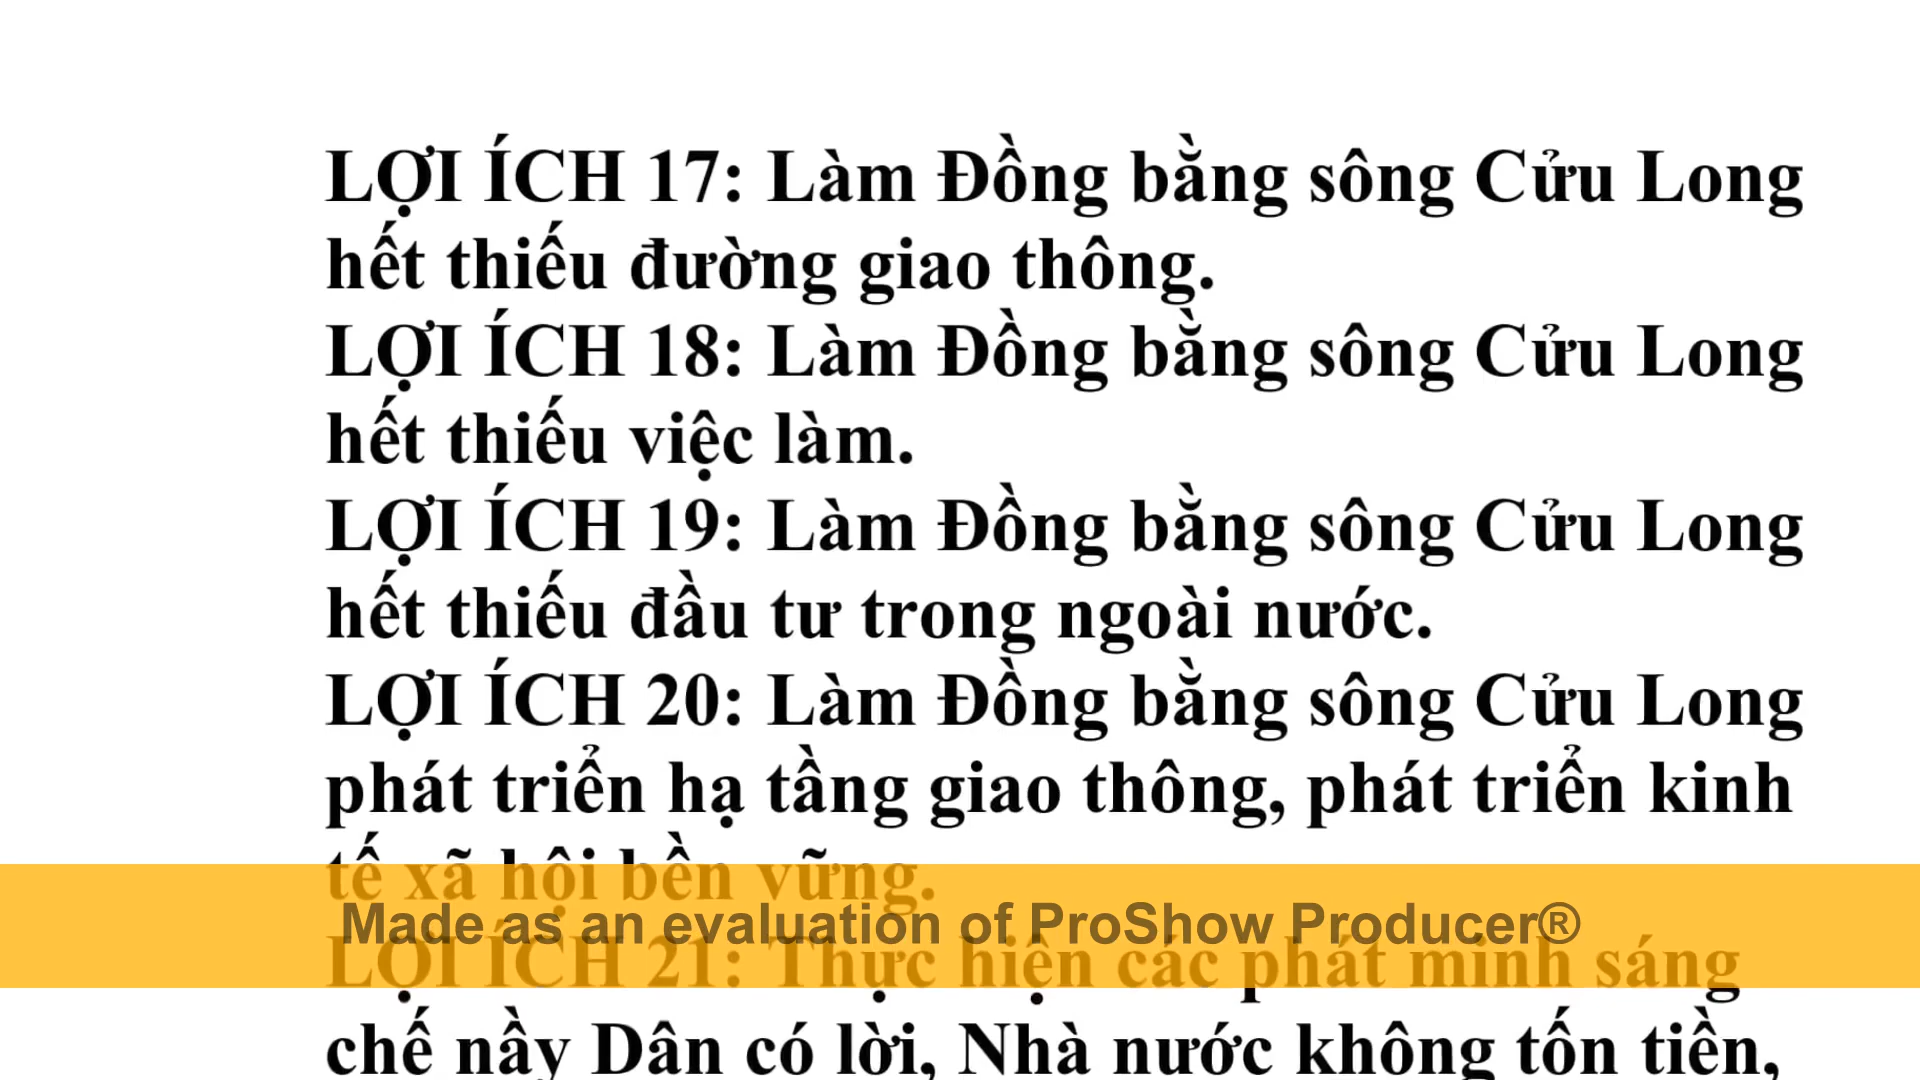 LỢI ÍCH 17: Làm Đồng bằng sông Cửu Long
hết thiếu đường giao thông.
LỢI ÍCH 18: Làm Đồng bằng sông Cửu Long
hết thiếu việc làm.
LỢI ÍCH 19: Làm Đồng bằng sông Cửu Long
hết thiếu đầu tư trong ngoài nước.
LỢI ÍCH 20: Làm Đồng bằng sông Cửu Long
phát triển hạ tầng giao thông, phát triển kinh
tế xã hội bền vững.
Made as an evaluation of ProShow Producer®
LỢI ÍCH 21: Thực hiện các phát minh sáng
chế nầy Dân có lời, Nhà nước không tốn tiền,